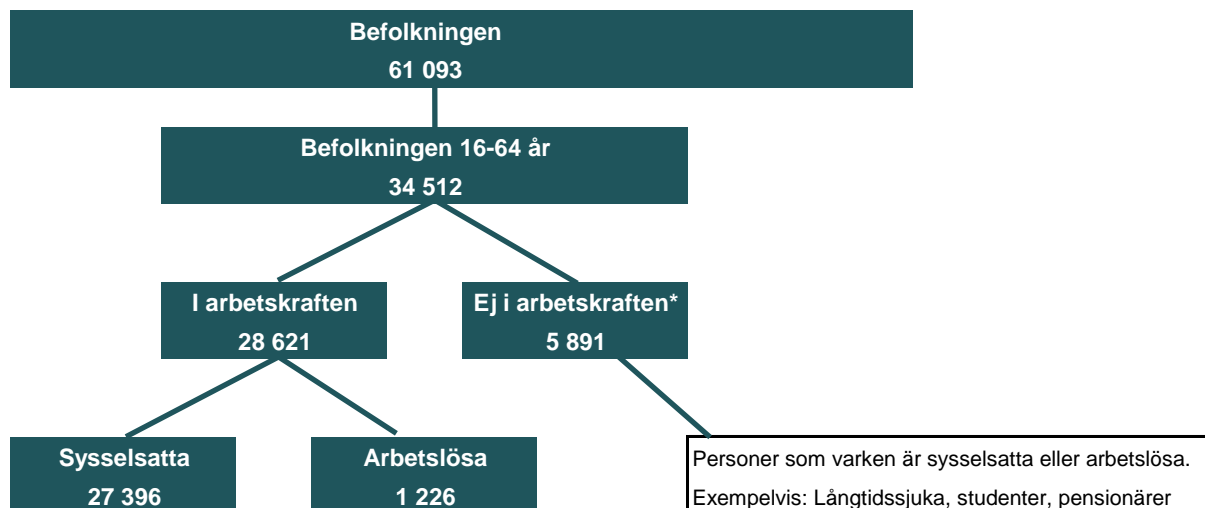 Befolkningen
61 093
Befolkningen 16-64 år
34 512
I arbetskraften
28 621
Ej i arbetskraften*
5 891
Sysselsatta
27 396
Arbetslösa
1 226
Personer som varken är sysselsatta eller arbetslösa.
Exempelvis: Långtidssjuka, studenter, pensionärer